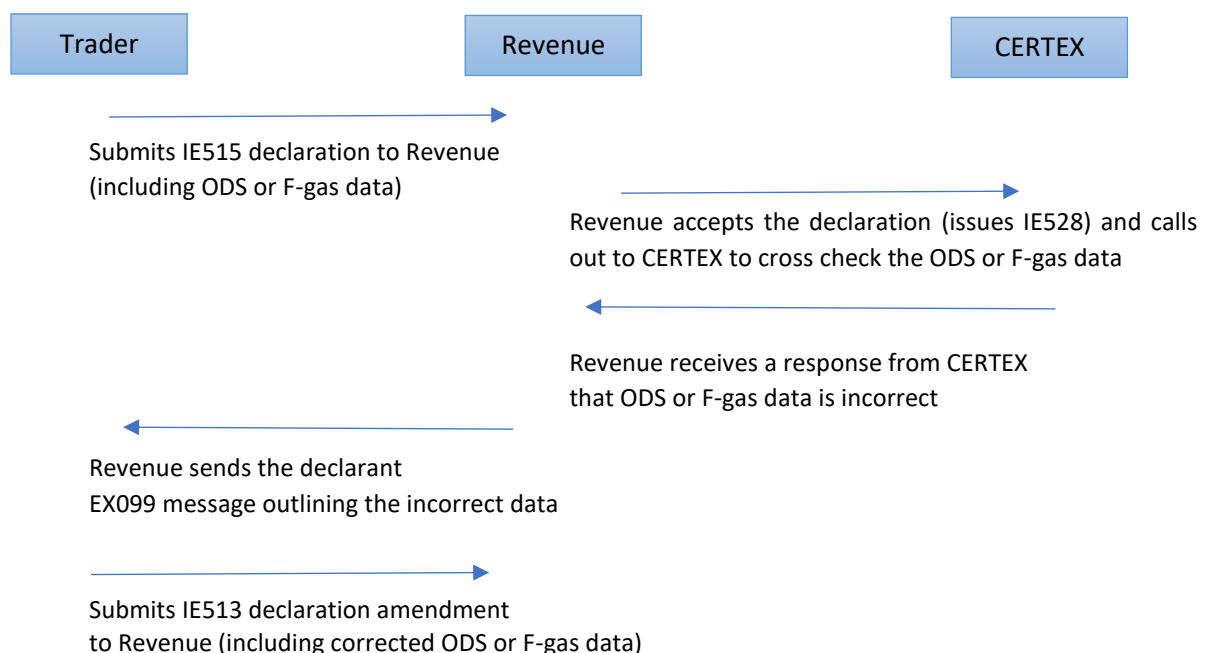 Trader
Revenue
CERTEX
Submits IE515 declaration to Revenue
(including ODS or F-gas data)
Revenue accepts the declaration (issues IE528) and calls
out to CERTEX to cross check the ODS or F-gas data
Revenue receives a response from CERTEX
that ODS or F-gas data is incorrect
Revenue sends the declarant
EX099 message outlining the incorrect data
Submits IE513 declaration amendment
to Revenue (including corrected ODS or F-gas data)